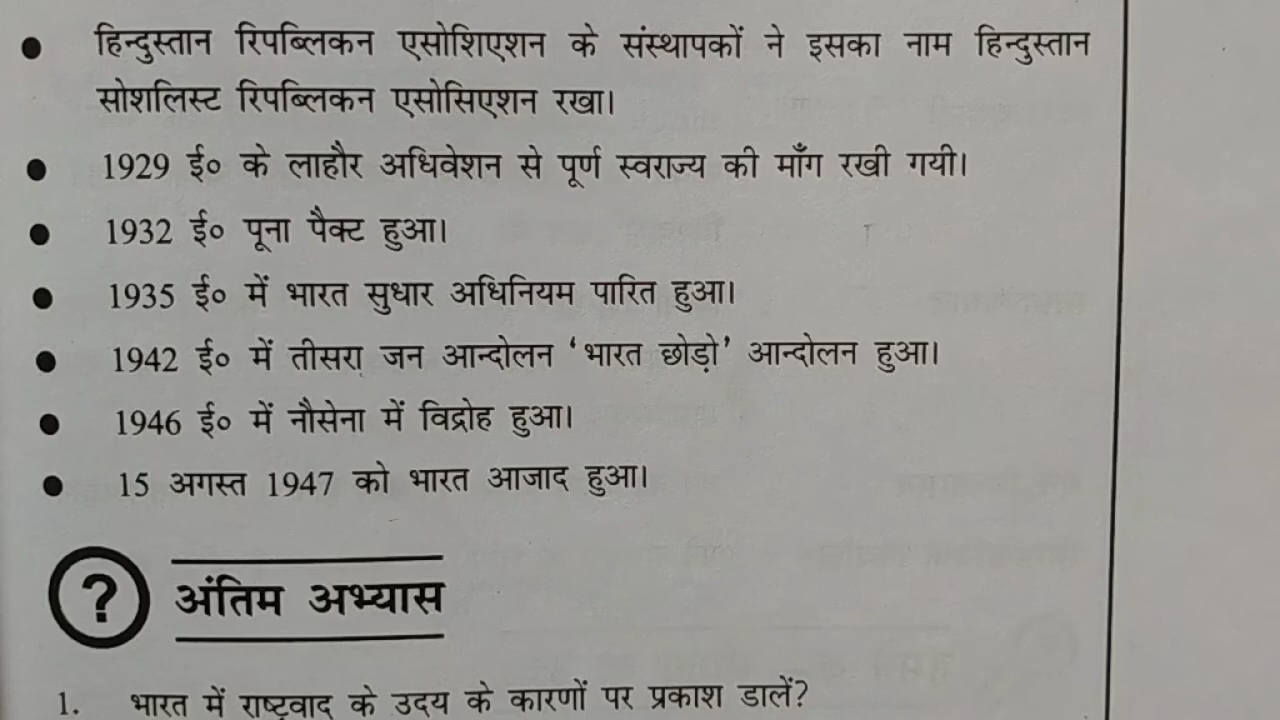 ● हिन्दुस्तान रिपब्लिकन एसोशिएशन के संस्थापकों ने इसका नाम हिन्दुस्तान
सोशलिस्ट रिपब्लिकन एसोसिएशन रखा।
● 1929 ई० के लाहौर अधिवेशन से पूर्ण स्वराज्य की माँग रखी गयी।
● 1932 ई० पूना पैक्ट हुआ।
● 1935 ई० में भारत सुधार अधिनियम पारित हुआ।
● 1942 ई० में तीसरा जन आन्दोलन ‘भारत छोड़ो’ आन्दोलन हुआ।
● 1946 ई० में नौसेना में विद्रोह हुआ।
● 15 अगस्त 1947 को भारत आजाद हुआ।
? अंतिम अभ्यास
1. भारत में राष्ट्रवाद के उदय के कारणों पर प्रकाश डालें?